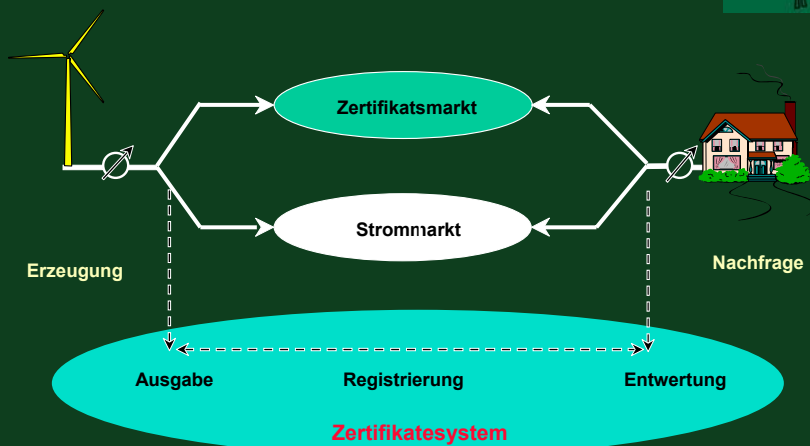 Zertifikatsmarkt
Strommarkt
Erzeugung
Nachfrage
Ausgabe Registrierung Entwertung
Zertifikatesystem